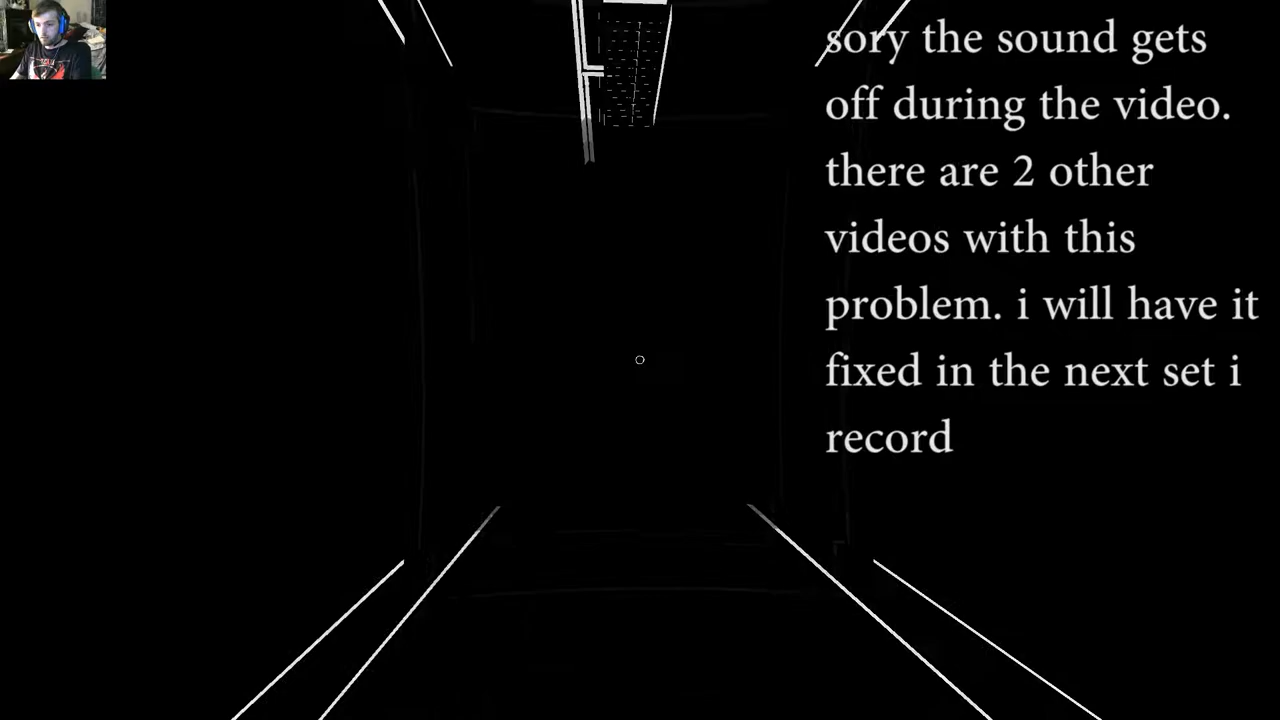 sory the sound gets
off during the video.
there are 2 other
videos with this
problem. i will have it
fixed in the next set i
record